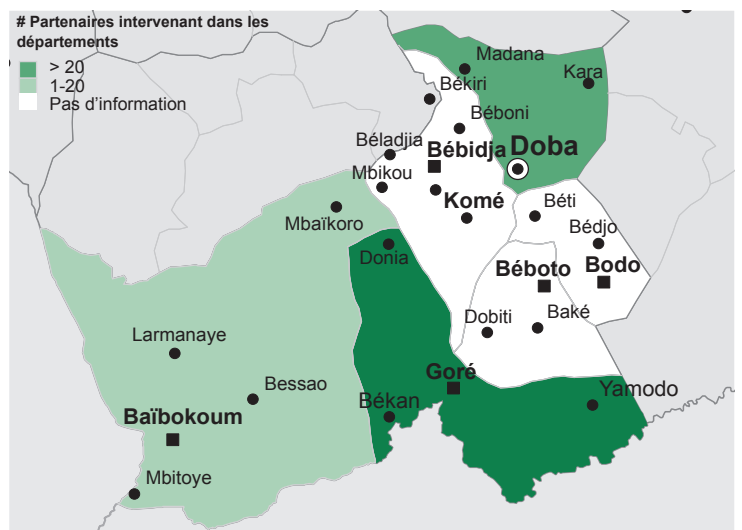 # Partenaires intervenant dans les
départements
> 20
1-20
Pas d'information
Madana
Kara
Békiri
Béboni
Béladjia
Bébidja
Doba
Mbikou
Komé
Mbaïkoro
Béti
Bédjo
Donia
Béboto
Bodo
Dobiti
Baké
Larmanaye
Goré
Bessao
Békan
Yamodo
Baïbokoum
Mbitoye